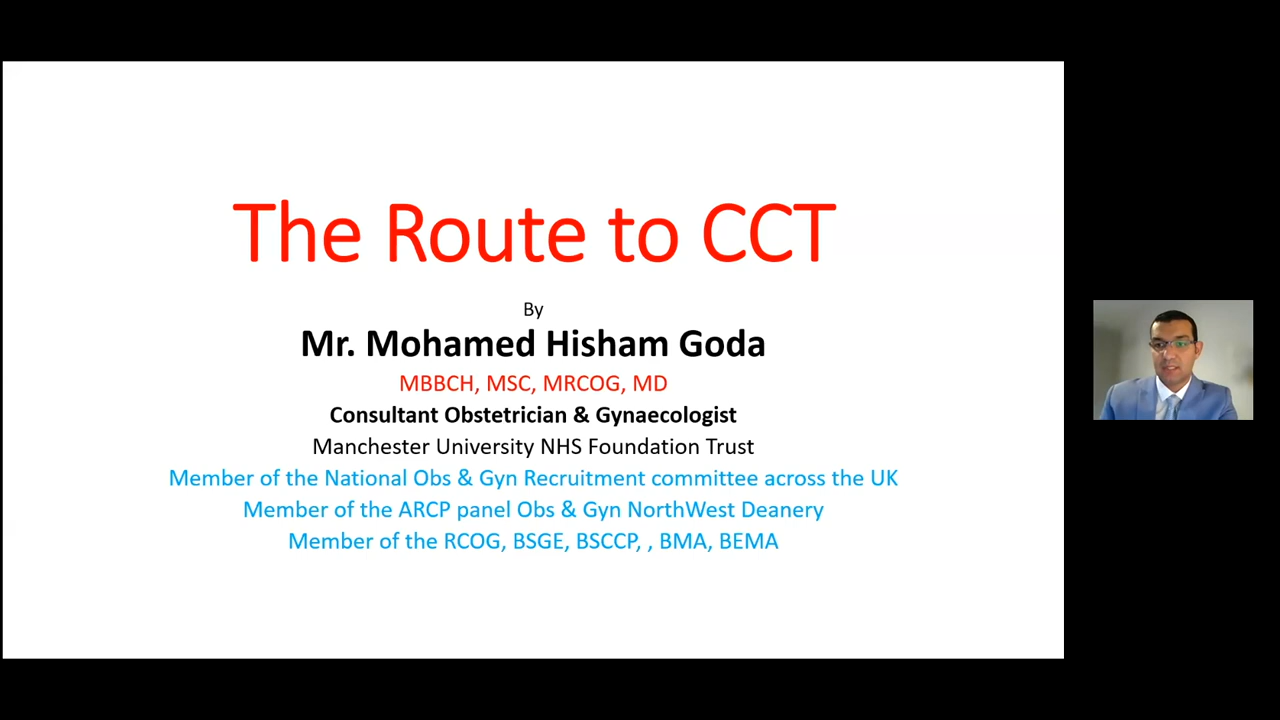 The Route to CCT
By
Mr. Mohamed Hisham Goda
MBBCH, MSC, MRCOG, MD
Consultant Obstetrician & Gynaecologist
Manchester University NHS Foundation Trust
Member of the National Obs & Gyn Recruitment committee across the UK
Member of the ARCP panel Obs & Gyn NorthWest Deanery
Member of the RCOG, BSGE, BSCCP, , BMA, BEMA